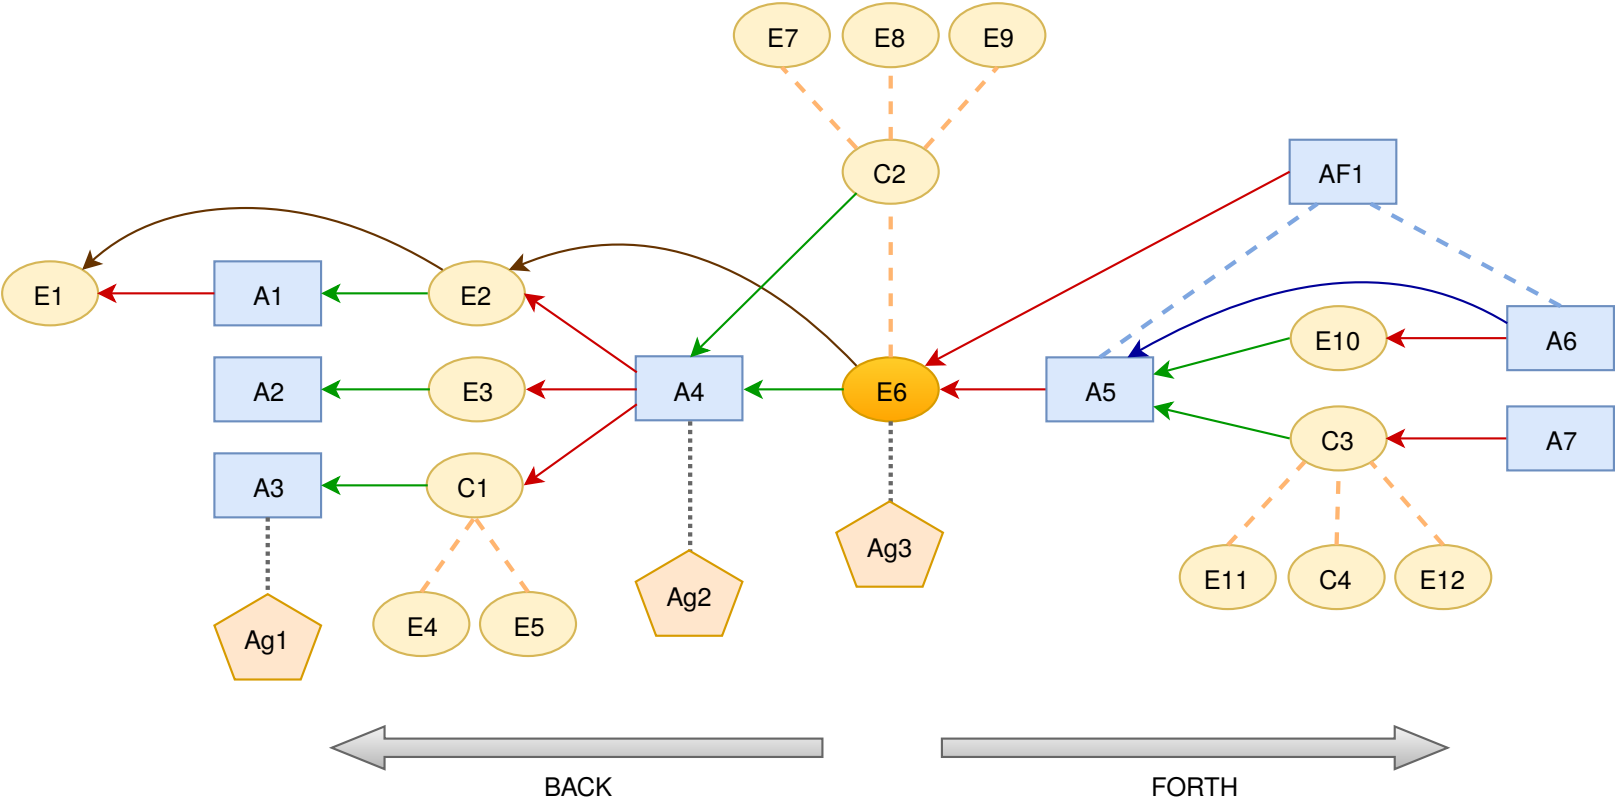 E7 E8 E9
C2 AF1
E1 A1 E2
E10 A6
A2 E3 A4 E6 A5
C3 A7
A3 C1
Ag3
E11 C4 E12
Ag2
E4 E5
Ag1
BACK FORTH